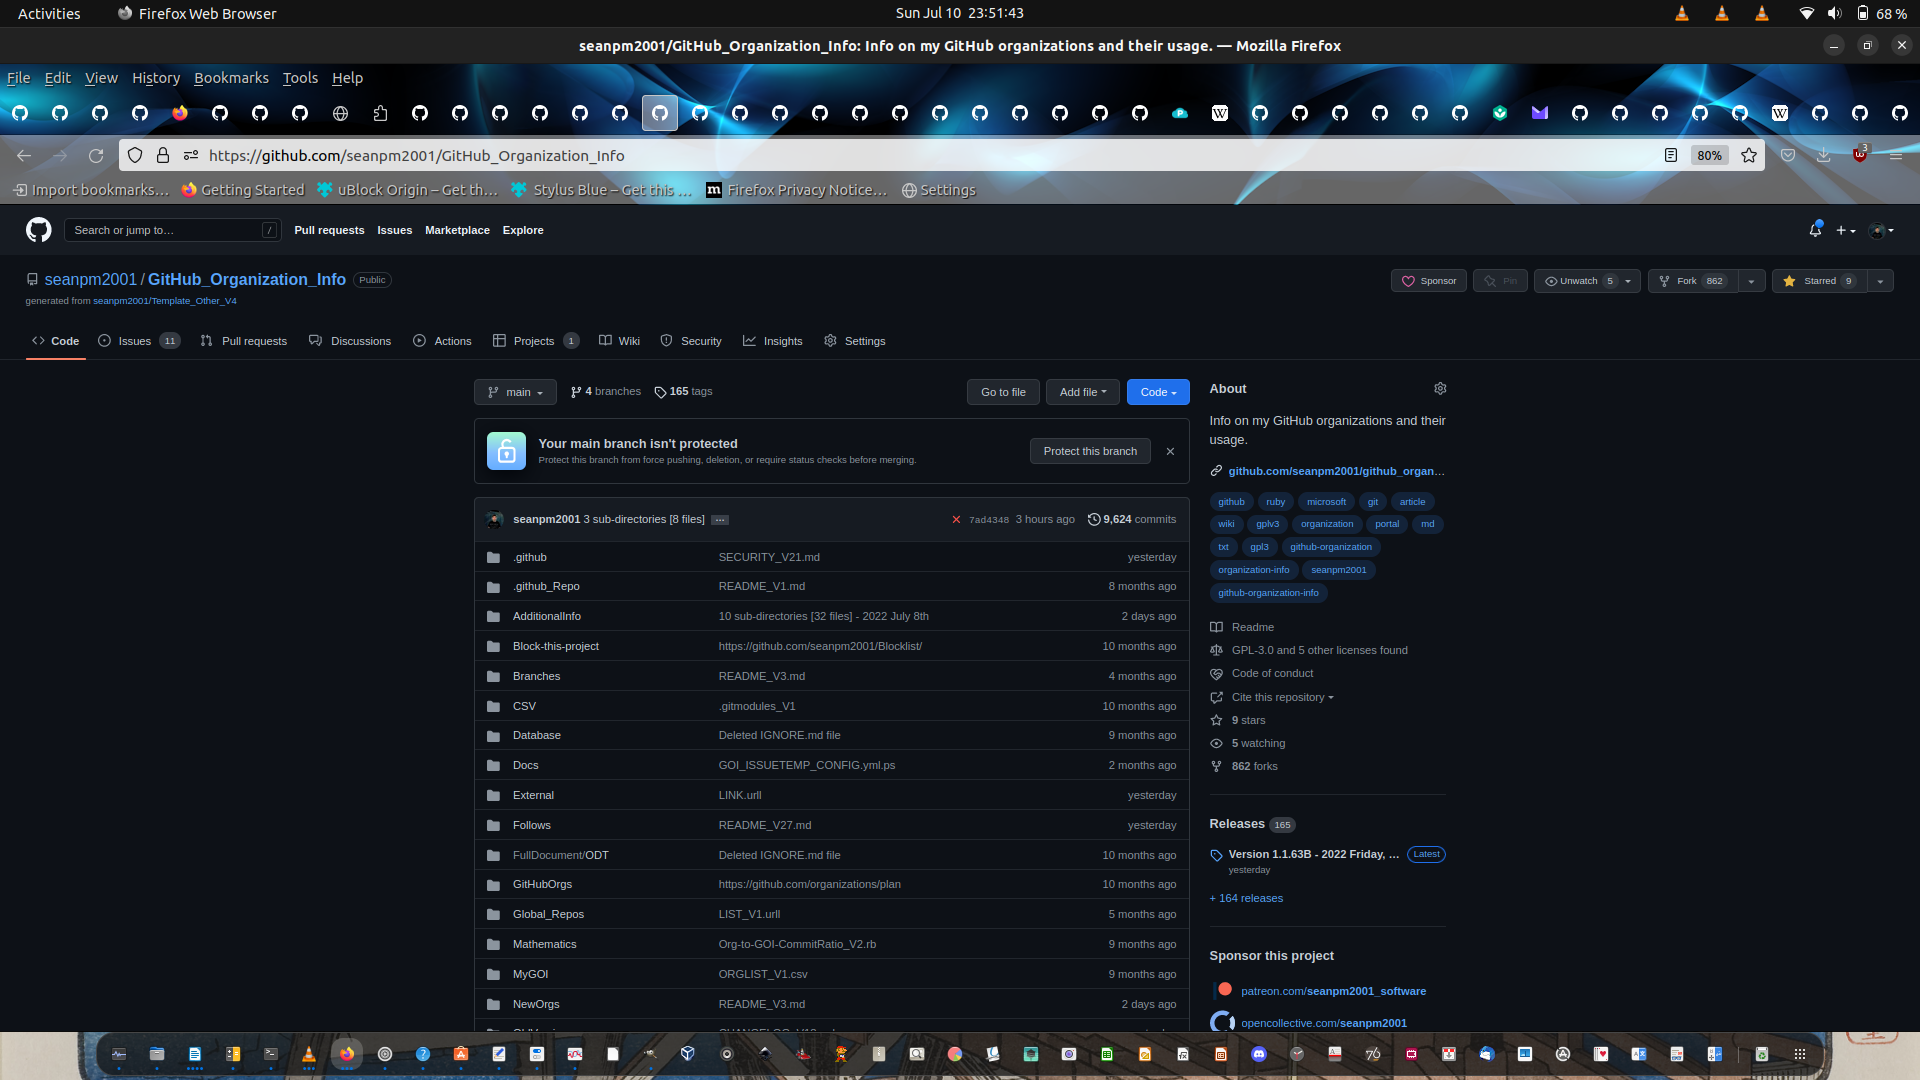 Activities
Firefox Web Browser
Sun Jul 10 23:51:43
68 %
seanpm2001/GitHub_Organization_Info: Info on my GitHub organizations and their usage. — Mozilla Firefox
File Edit View History Bookmarks Tools Help
https://github.com/seanpm2001/GitHub_Organization_Info
80%
3
Import bookmarks…
Getting Started
uBlock Origin – Get th…
Stylus Blue – Get this …
Firefox Privacy Notice…
Settings
Search or jump to…
/
Pull requests
Issues
Marketplace
Explore
seanpm2001 / GitHub_Organization_Info
Public
generated from seanpm2001/Template_Other_V4
Sponsor
Pin
Unwatch 5
Fork 862
Starred 9
Code
Issues 11
Pull requests
Discussions
Actions
Projects 1
Wiki
Security
Insights
Settings
main
4 branches
165 tags
Go to file
Add file
Code
Your main branch isn't protected
Protect this branch from force pushing, deletion, or require status checks before merging.
Protect this branch
seanpm2001 3 sub-directories [8 files] …
7ad4348 3 hours ago
9,624 commits
.github SECURITY_V21.md yesterday
.github_Repo README_V1.md 8 months ago
AdditionalInfo 10 sub-directories [32 files] - 2022 July 8th 2 days ago
Block-this-project https://github.com/seanpm2001/Blocklist/ 10 months ago
Branches README_V3.md 4 months ago
CSV .gitmodules_V1 10 months ago
Database Deleted IGNORE.md file 9 months ago
Docs GOI_ISSUETEMP_CONFIG.yml.ps 2 months ago
External LINK.urll yesterday
Follows README_V27.md yesterday
FullDocument/ODT Deleted IGNORE.md file 10 months ago
GitHubOrgs https://github.com/organizations/plan 10 months ago
Global_Repos LIST_V1.urll 5 months ago
Mathematics Org-to-GOI-CommitRatio_V2.rb 9 months ago
MyGOI ORGLIST_V1.csv 9 months ago
NewOrgs README_V3.md 2 days ago
About
Info on my GitHub organizations and their
usage.
github.com/seanpm2001/github_organ…
github ruby microsoft git article
wiki gplv3 organization portal md
txt gpl3 github-organization
organization-info seanpm2001
github-organization-info
Readme
GPL-3.0 and 5 other licenses found
Code of conduct
Cite this repository
9 stars
5 watching
862 forks
Releases 165
Version 1.1.63B - 2022 Friday, … Latest
yesterday
+ 164 releases
Sponsor this project
patreon.com/seanpm2001_software
opencollective.com/seanpm2001